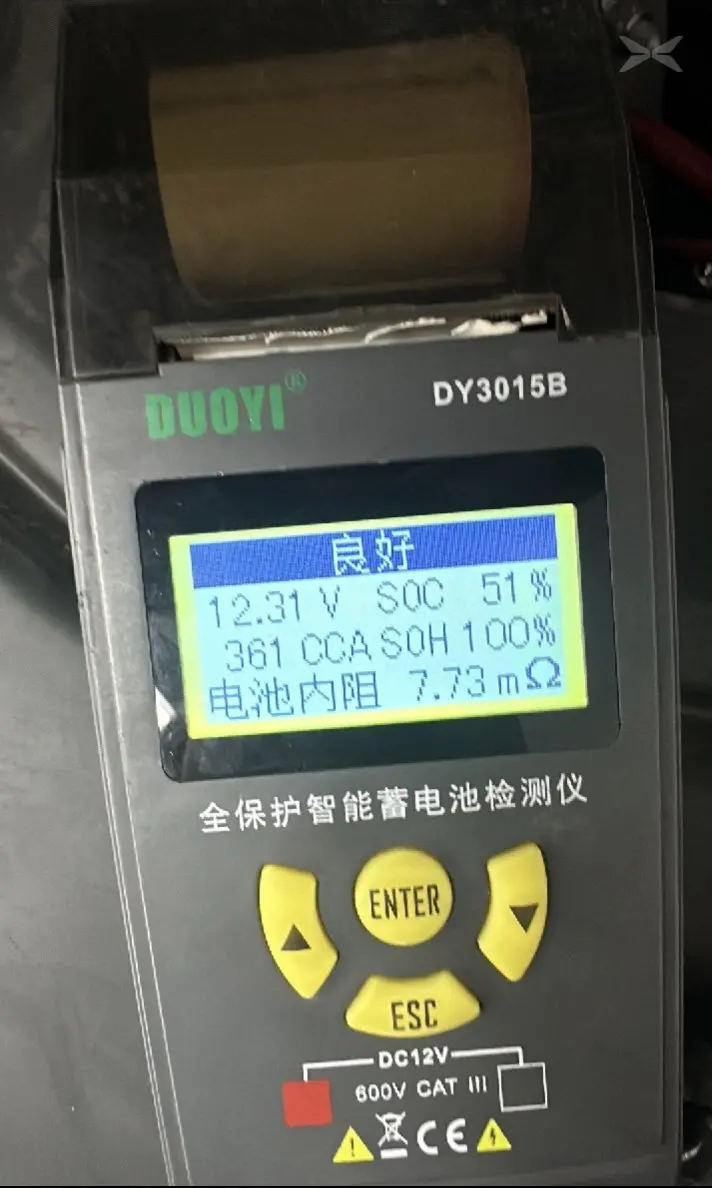 DUOYI®
DY3015B
良好
12.31 V SOC 51%
361 CCA SOH 100%
电池内阻 7.73 mΩ
全保护智能蓄电池检测仪
ENTER
ESC
DC12V
600V CAT III
CE